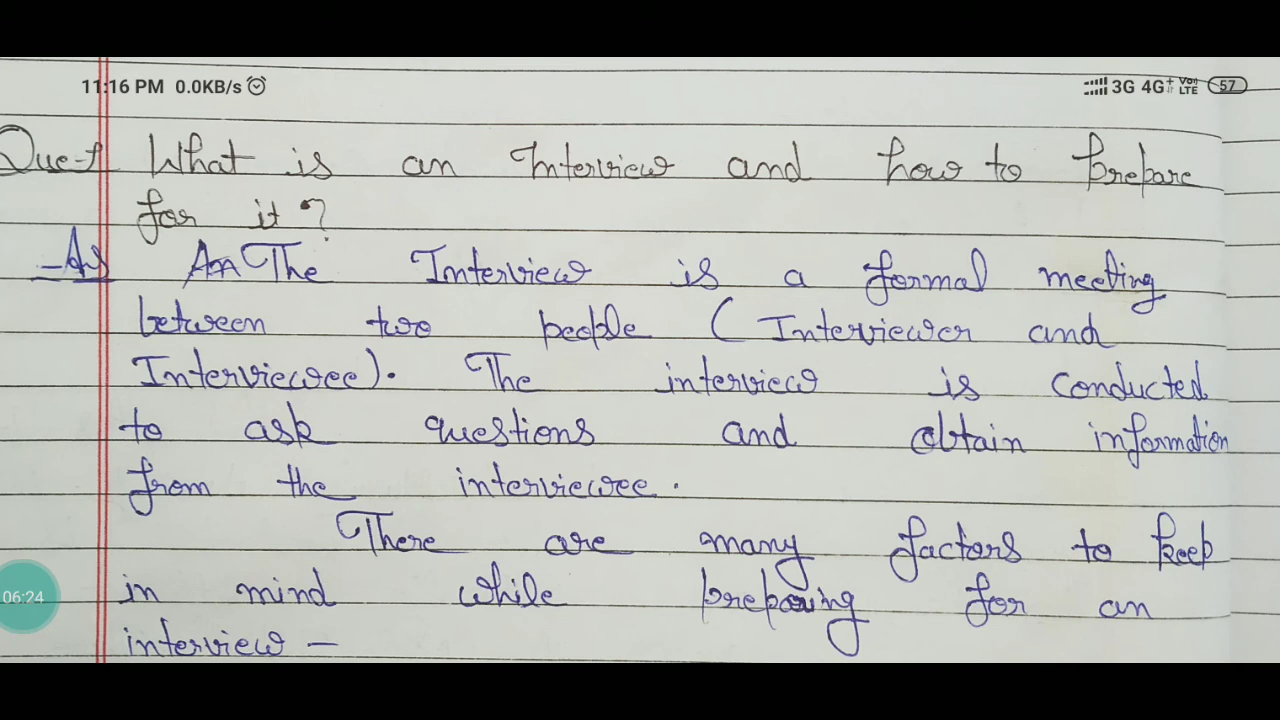 11:16 PM 0.0KB/s 3G 4G+ VoLTE 57
Que-1 What is an Interview and how to Prepare
for it?
Ans An The Interview is a formal meeting
between two people (Interviewer and
Interviewee). The interview is conducted
to ask questions and obtain information
from the interviewee.
There are many factors to keep
in mind while preparing for an
06:24
interview —